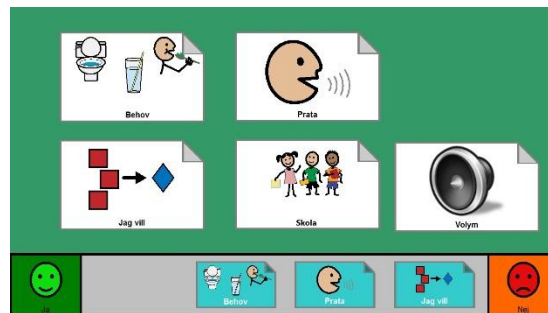 Behov
Prata
Jag vill
Skola
Volym
Ja
Behov
Prata
Jag vill
Nej